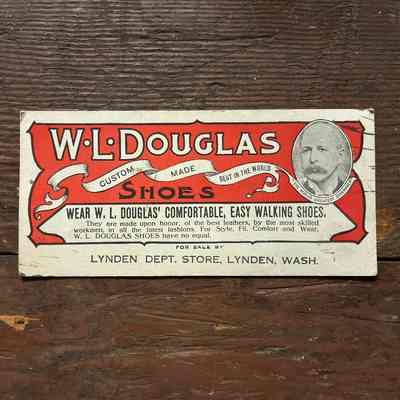 W·L·DOUGLAS
CUSTOM MADE BEST IN THE WORLD
SHOES
WEAR W. L. DOUGLAS' COMFORTABLE, EASY WALKING SHOES.
They are made upon honor, of the best leathers, by the most skilled
workmen, in all the latest fashions. For Style, Fit, Comfort and Wear,
W. L. DOUGLAS SHOES have no equal.
FOR SALE BY
LYNDEN DEPT. STORE, LYNDEN, WASH.